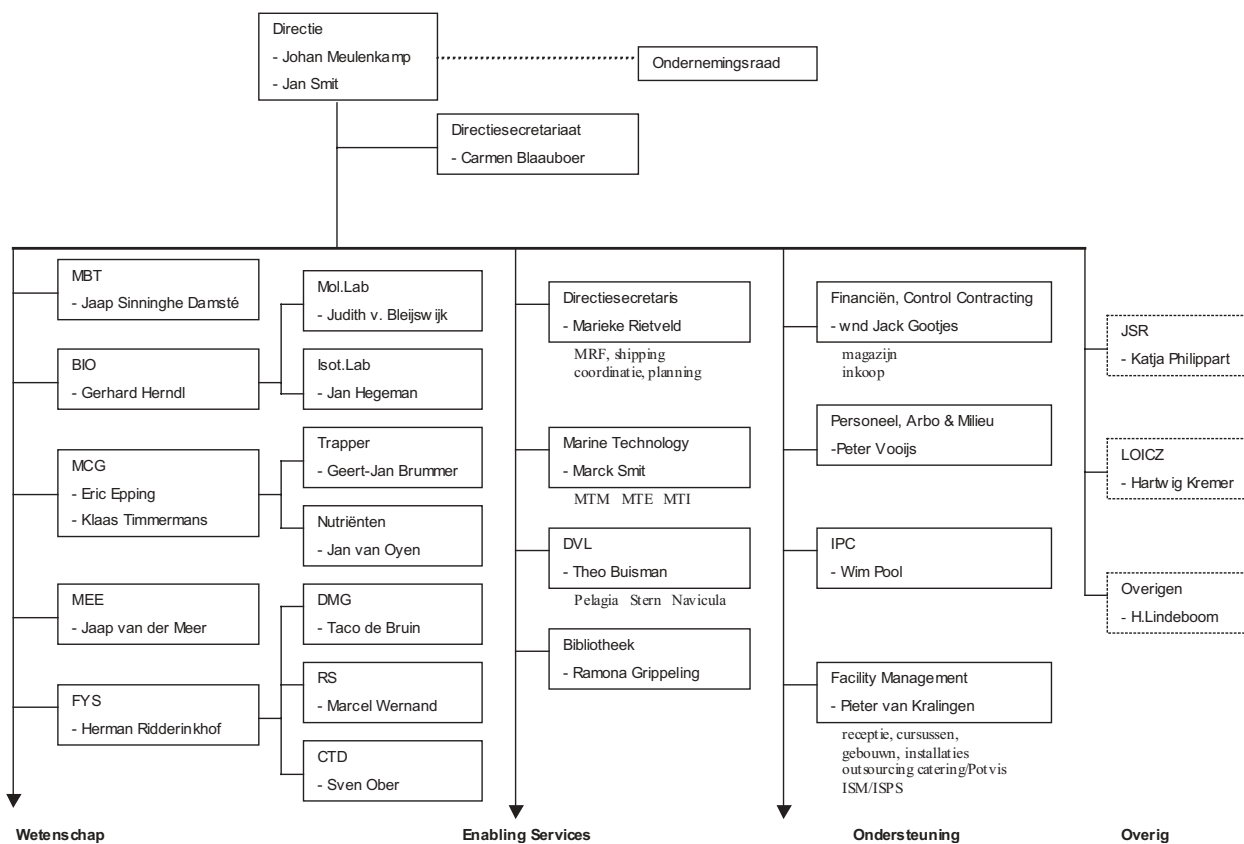 Directie
- Johan Meulenkamp
- Jan Smit
Ondernemingsraad
Directiesecretariaat
- Carmen Blaauboer
MBT
- Jaap Sinninghe Damsté
BIO
- Gerhard Herndl
MCG
- Eric Epping
- Klaas Timmermans
MEE
- Jaap van der Meer
FYS
- Herman Ridderinkhof
Mol.Lab
- Judith v. Bleijswijk
Isot.Lab
- Jan Hegeman
Trapper
- Geert-Jan Brummer
Nutriënten
- Jan van Oyen
DMG
- Taco de Bruin
RS
- Marcel Wernand
CTD
- Sven Ober
Directiesecretaris
- Marieke Rietveld
MRF, shipping
coordinatie, planning
Marine Technology
- Marck Smit
MTM MTE MTI
DVL
- Theo Buisman
Pelagia Stern Navicula
Bibliotheek
- Ramona Grippeling
Financiën, Control Contracting
- wnd Jack Gootjes
magazijn
inkoop
Personeel, Arbo & Milieu
-Peter Vooijs
IPC
- Wim Pool
Facility Management
- Pieter van Kralingen
receptie, cursussen,
gebouwn, installaties
outsourcing catering/Potvis
ISM/ISPS
JSR
- Katja Philippart
LOICZ
- Hartwig Kremer
Overigen
- H.Lindeboom
Wetenschap
Enabling Services
Ondersteuning
Overig